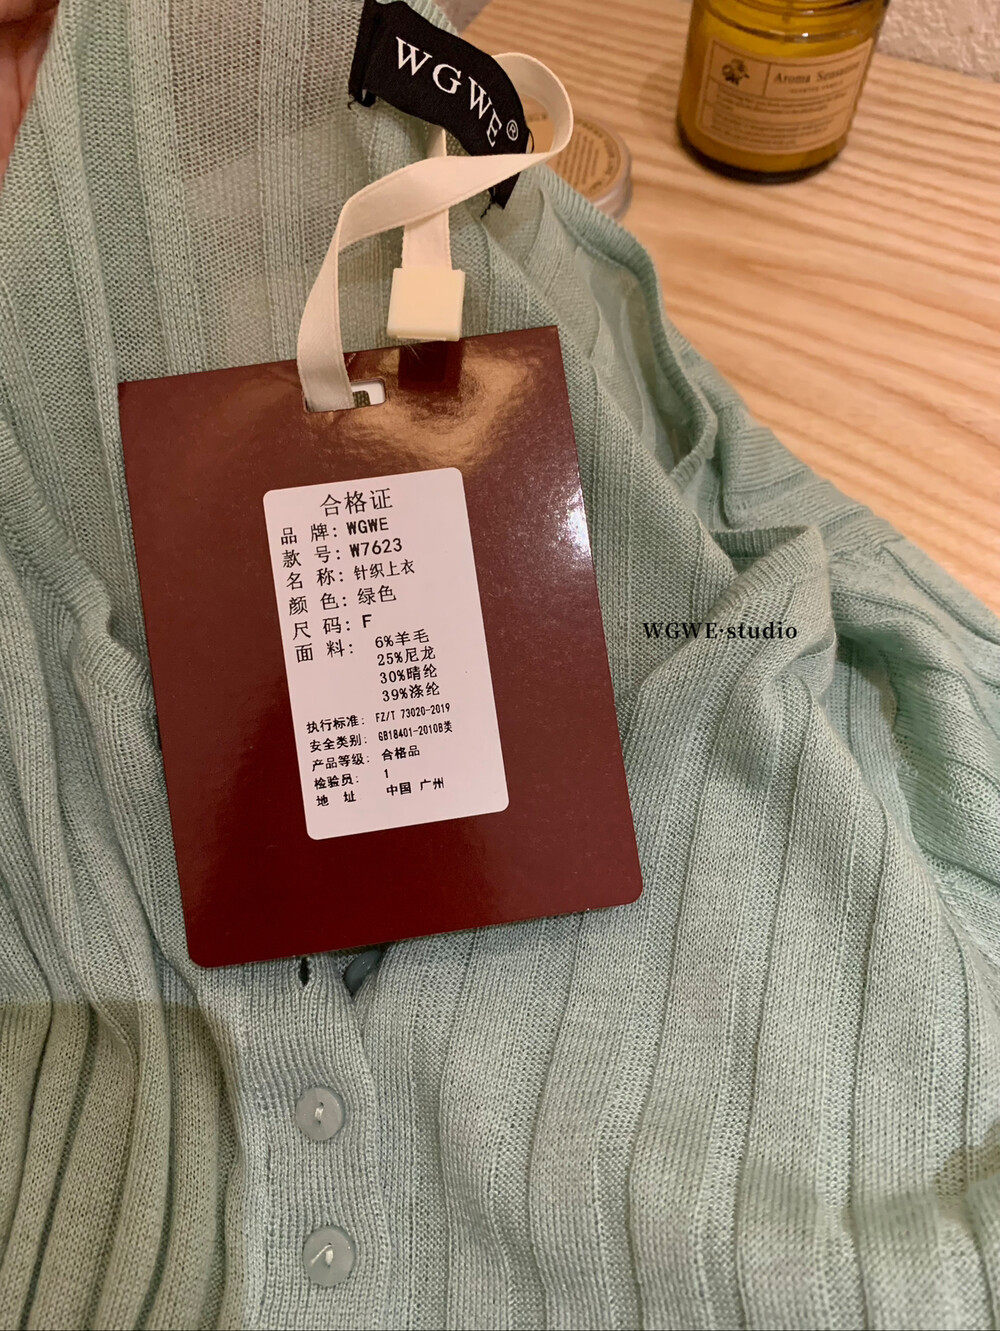 WGWE®
Aroma Sensation
合格证
品 牌: WGWE
款 号: W7623
名 称: 针织上衣
颜 色: 绿色
尺 码: F
面 料: 6%羊毛
25%尼龙
30%晴纶
39%涤纶
执行标准: FZ/T 73020-2019
安全类别: GB18401-2010B类
产品等级: 合格品
检验员: 1
地 址 中国 广州
WGWE·studio